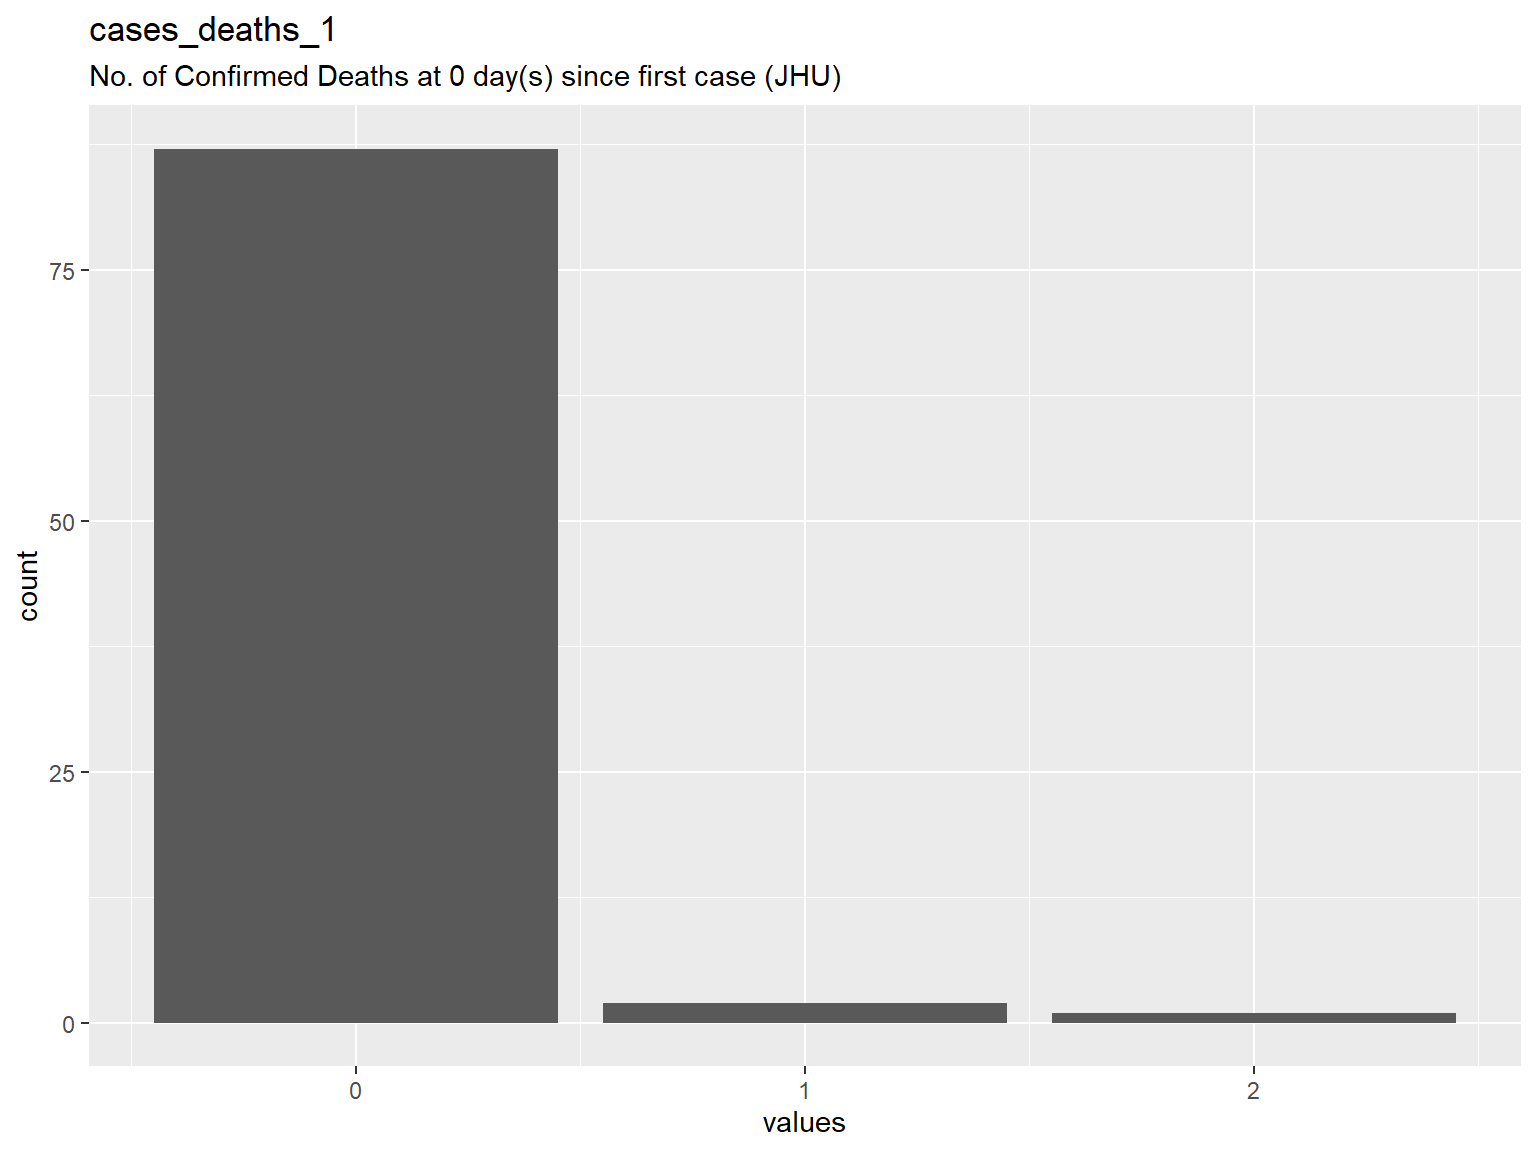 cases_deaths_1
No. of Confirmed Deaths at 0 day(s) since first case (JHU)
75
50
25
0
count
0 1 2
values